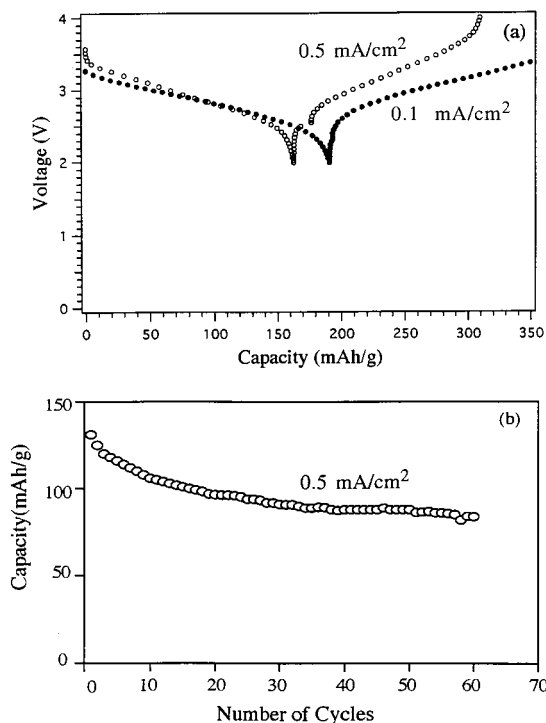 (a)
4
3
2
1
0
Voltage (V)
0.5 mA/cm²
0.1 mA/cm²
0 50 100 150 200 250 300 350
Capacity (mAh/g)
(b)
150
100
50
0
Capacity(mAh/g)
0.5 mA/cm²
0 10 20 30 40 50 60 70
Number of Cycles